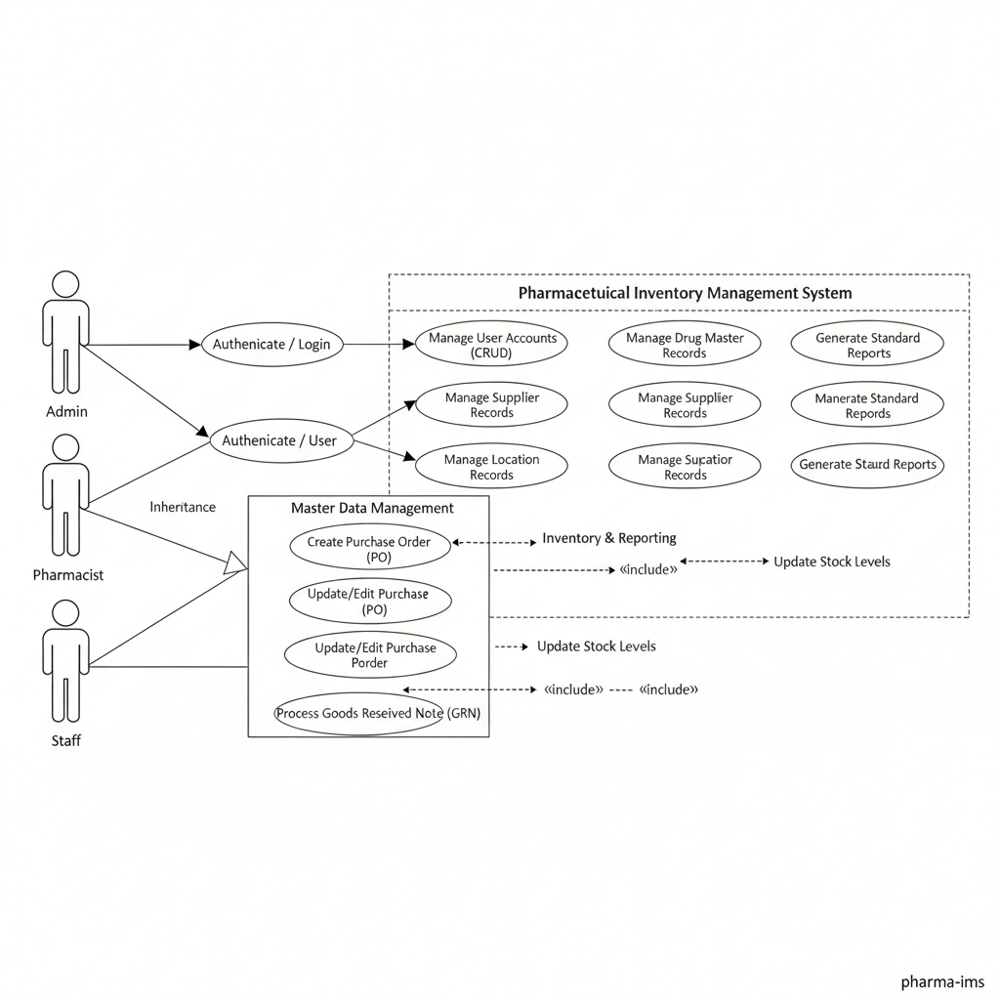 Pharmacetuical Inventory Management System
Admin
Authenicate / Login
Manage User Accounts
(CRUD)
Manage Drug Master
Records
Generate Standard
Reports
Authenicate / User
Manage Supplier
Records
Manage Supplier
Records
Manerate Standard
Repords
Manage Location
Records
Manage Supcatior
Records
Generate Staurd Reports
Pharmacist
Inheritance
Master Data Management
Create Purchase Order
(PO)
Inventory & Reporting
«include»
Update Stock Levels
Update/Edit Purchase
(PO)
Update/Edit Purchase
Porder
Update Stock Levels
«include»
«include»
Process Goods Reseived Note (GRN)
Staff
pharma-ims